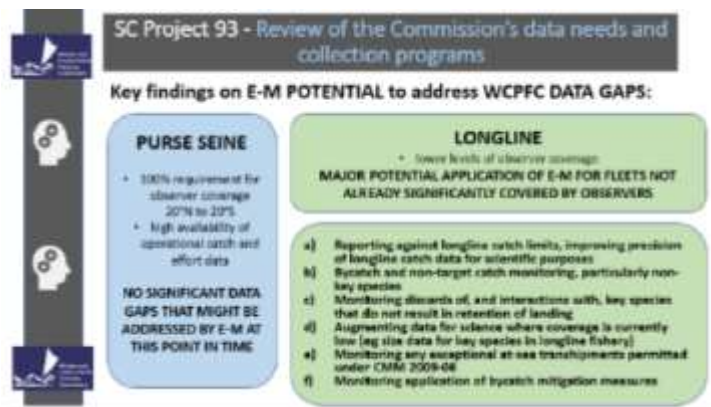 SC Project 93 - Review of the Commission's data needs and
collection programs
Key findings on E-M POTENTIAL to address WCPFC DATA GAPS:
PURSE SEINE
• 100% requirement for
observer coverage
20°N to 20°S
• high availability of
operational catch and
effort data
NO SIGNIFICANT DATA
GAPS THAT MIGHT BE
ADDRESSED BY E-M AT
THIS POINT IN TIME
LONGLINE
• lower levels of observer coverage
MAJOR POTENTIAL APPLICATION OF E-M FOR FLEETS NOT
ALREADY SIGNIFICANTLY COVERED BY OBSERVERS
a) Reporting against longline catch limits, improving precision
of longline catch data for scientific purposes
b) Bycatch and non-target catch monitoring, particularly non-
key species
c) Monitoring discards of, and interactions with, key species
that do not result in retention of landing
d) Augmenting data for science where coverage is currently
low (eg size data for key species in longline fishery)
e) Monitoring any exceptional at-sea transhipments permitted
under CMM 2009-06
f) Monitoring application of bycatch mitigation measures